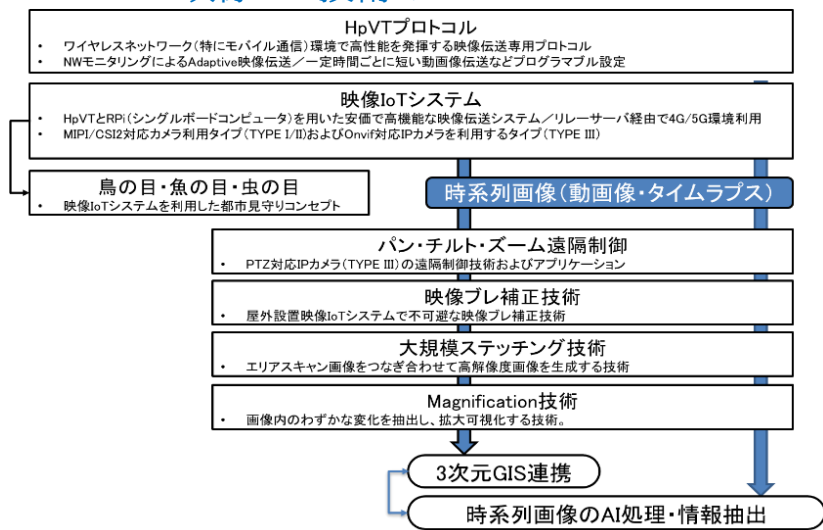 HpVTプロトコル
・ ワイヤレスネットワーク(特にモバイル通信)環境で高性能を発揮する映像伝送専用プロトコル
・ NWモニタリングによるAdaptive映像伝送/一定時間ごとに短い動画像伝送などプログラマブル設定
映像IoTシステム
・ HpVTとRPi(シングルボードコンピュータ)を用いた安価で高機能な映像伝送システム/リレーサーバ経由で4G/5G環境利用
・ MIPI/CSI2対応カメラ利用タイプ(TYPE I/II)およびOnvif対応IPカメラを利用するタイプ(TYPE III)
鳥の目・魚の目・虫の目
・ 映像IoTシステムを利用した都市見守りコンセプト
時系列画像(動画像・タイムラプス)
パン・チルト・ズーム遠隔制御
・ PTZ対応IPカメラ(TYPE III)の遠隔制御技術およびアプリケーション
映像ブレ補正技術
・ 屋外設置映像IoTシステムで不可避な映像ブレ補正技術
大規模ステッチング技術
・ エリアスキャン画像をつなぎ合わせて高解像度画像を生成する技術
Magnification技術
・ 画像内のわずかな変化を抽出し、拡大可視化する技術。
3次元GIS連携
時系列画像のAI処理・情報抽出